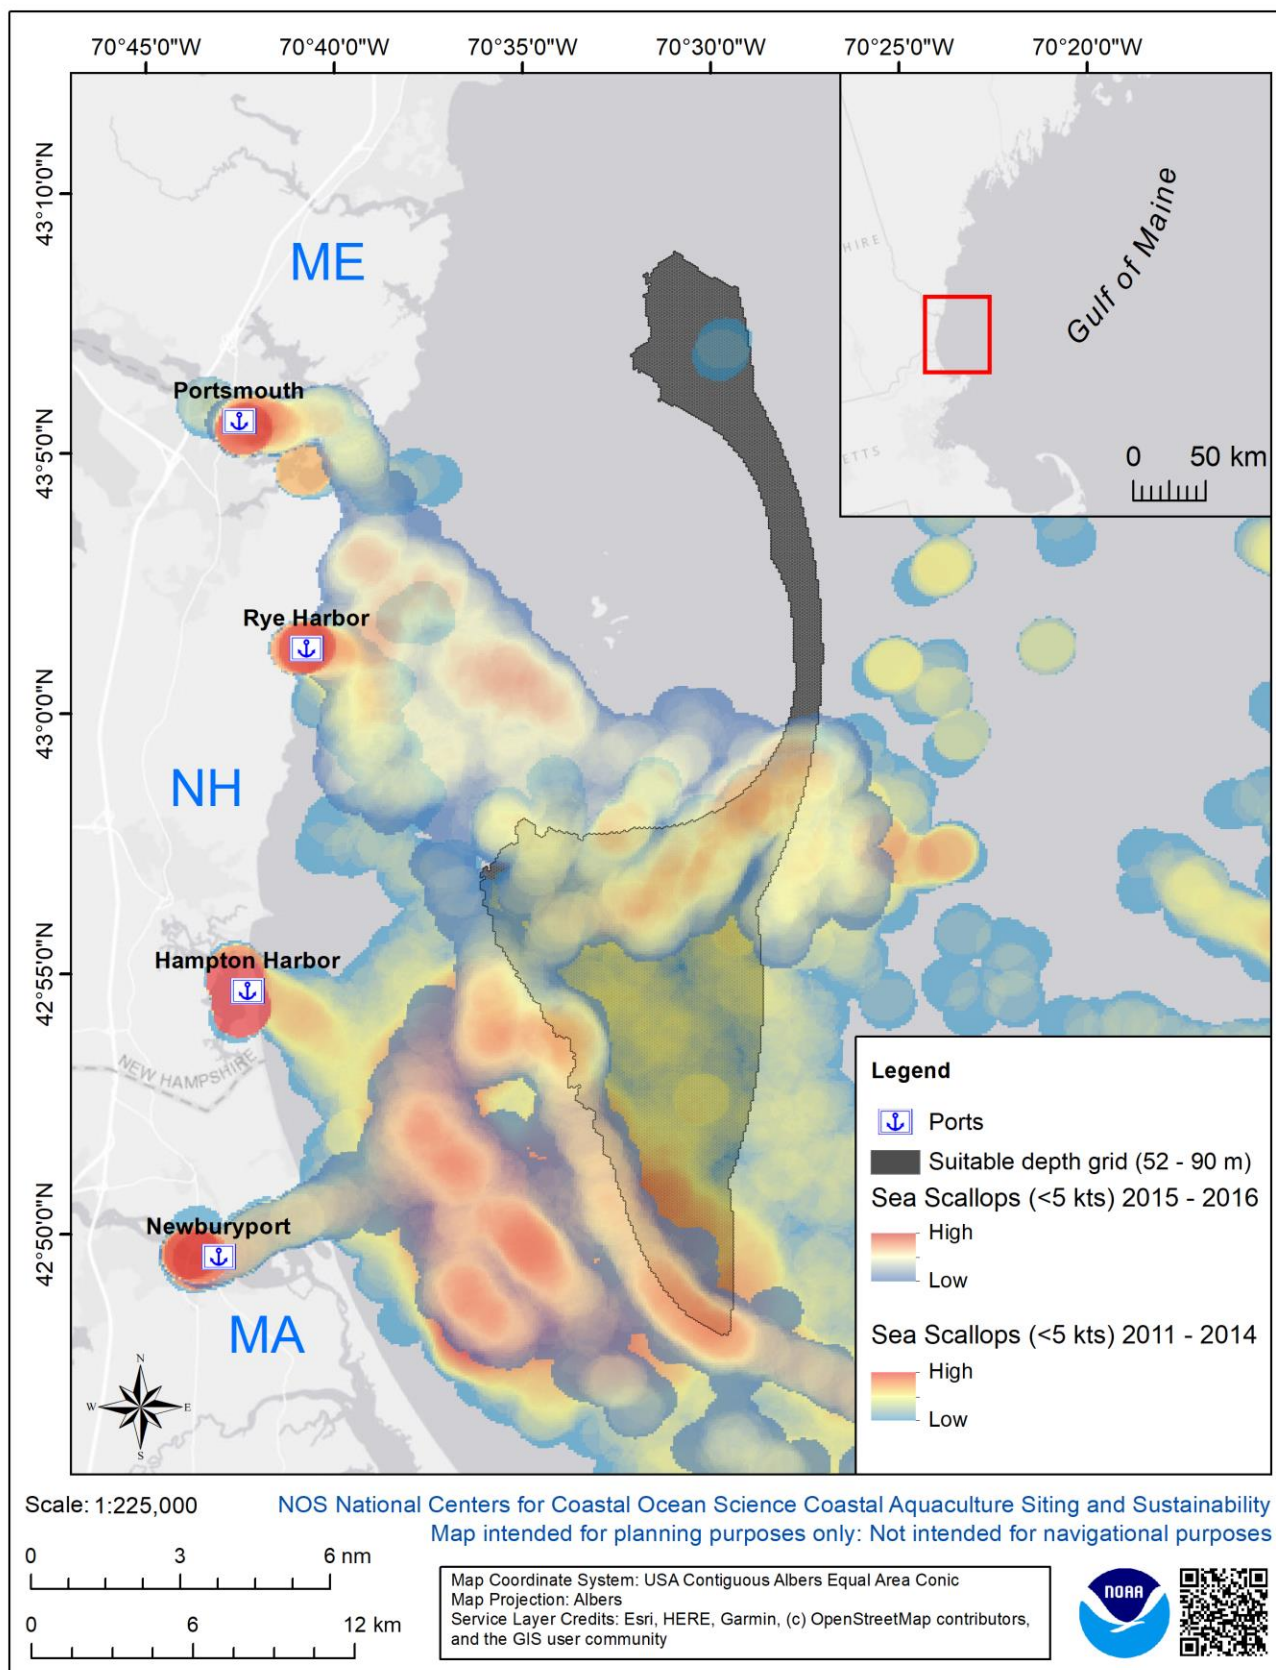 70°45'0"W 70°40'0"W 70°35'0"W 70°30'0"W 70°25'0"W 70°20'0"W
43°10'0"N
43°5'0"N
43°0'0"N
42°55'0"N
42°50'0"N
ME
Portsmouth
Rye Harbor
NH
Hampton Harbor
NEW HAMPSHIRE
Newburyport
MA
N
W E
S
HIRE
ETTS
Gulf of Maine
0 50 km
Legend
Ports
Suitable depth grid (52 - 90 m)
Sea Scallops (<5 kts) 2015 - 2016
High
Low
Sea Scallops (<5 kts) 2011 - 2014
High
Low
Scale: 1:225,000
NOS National Centers for Coastal Ocean Science Coastal Aquaculture Siting and Sustainability
Map intended for planning purposes only: Not intended for navigational purposes
0 3 6 nm
0 6 12 km
Map Coordinate System: USA Contiguous Albers Equal Area Conic
Map Projection: Albers
Service Layer Credits: Esri, HERE, Garmin, (c) OpenStreetMap contributors,
and the GIS user community
NOAA